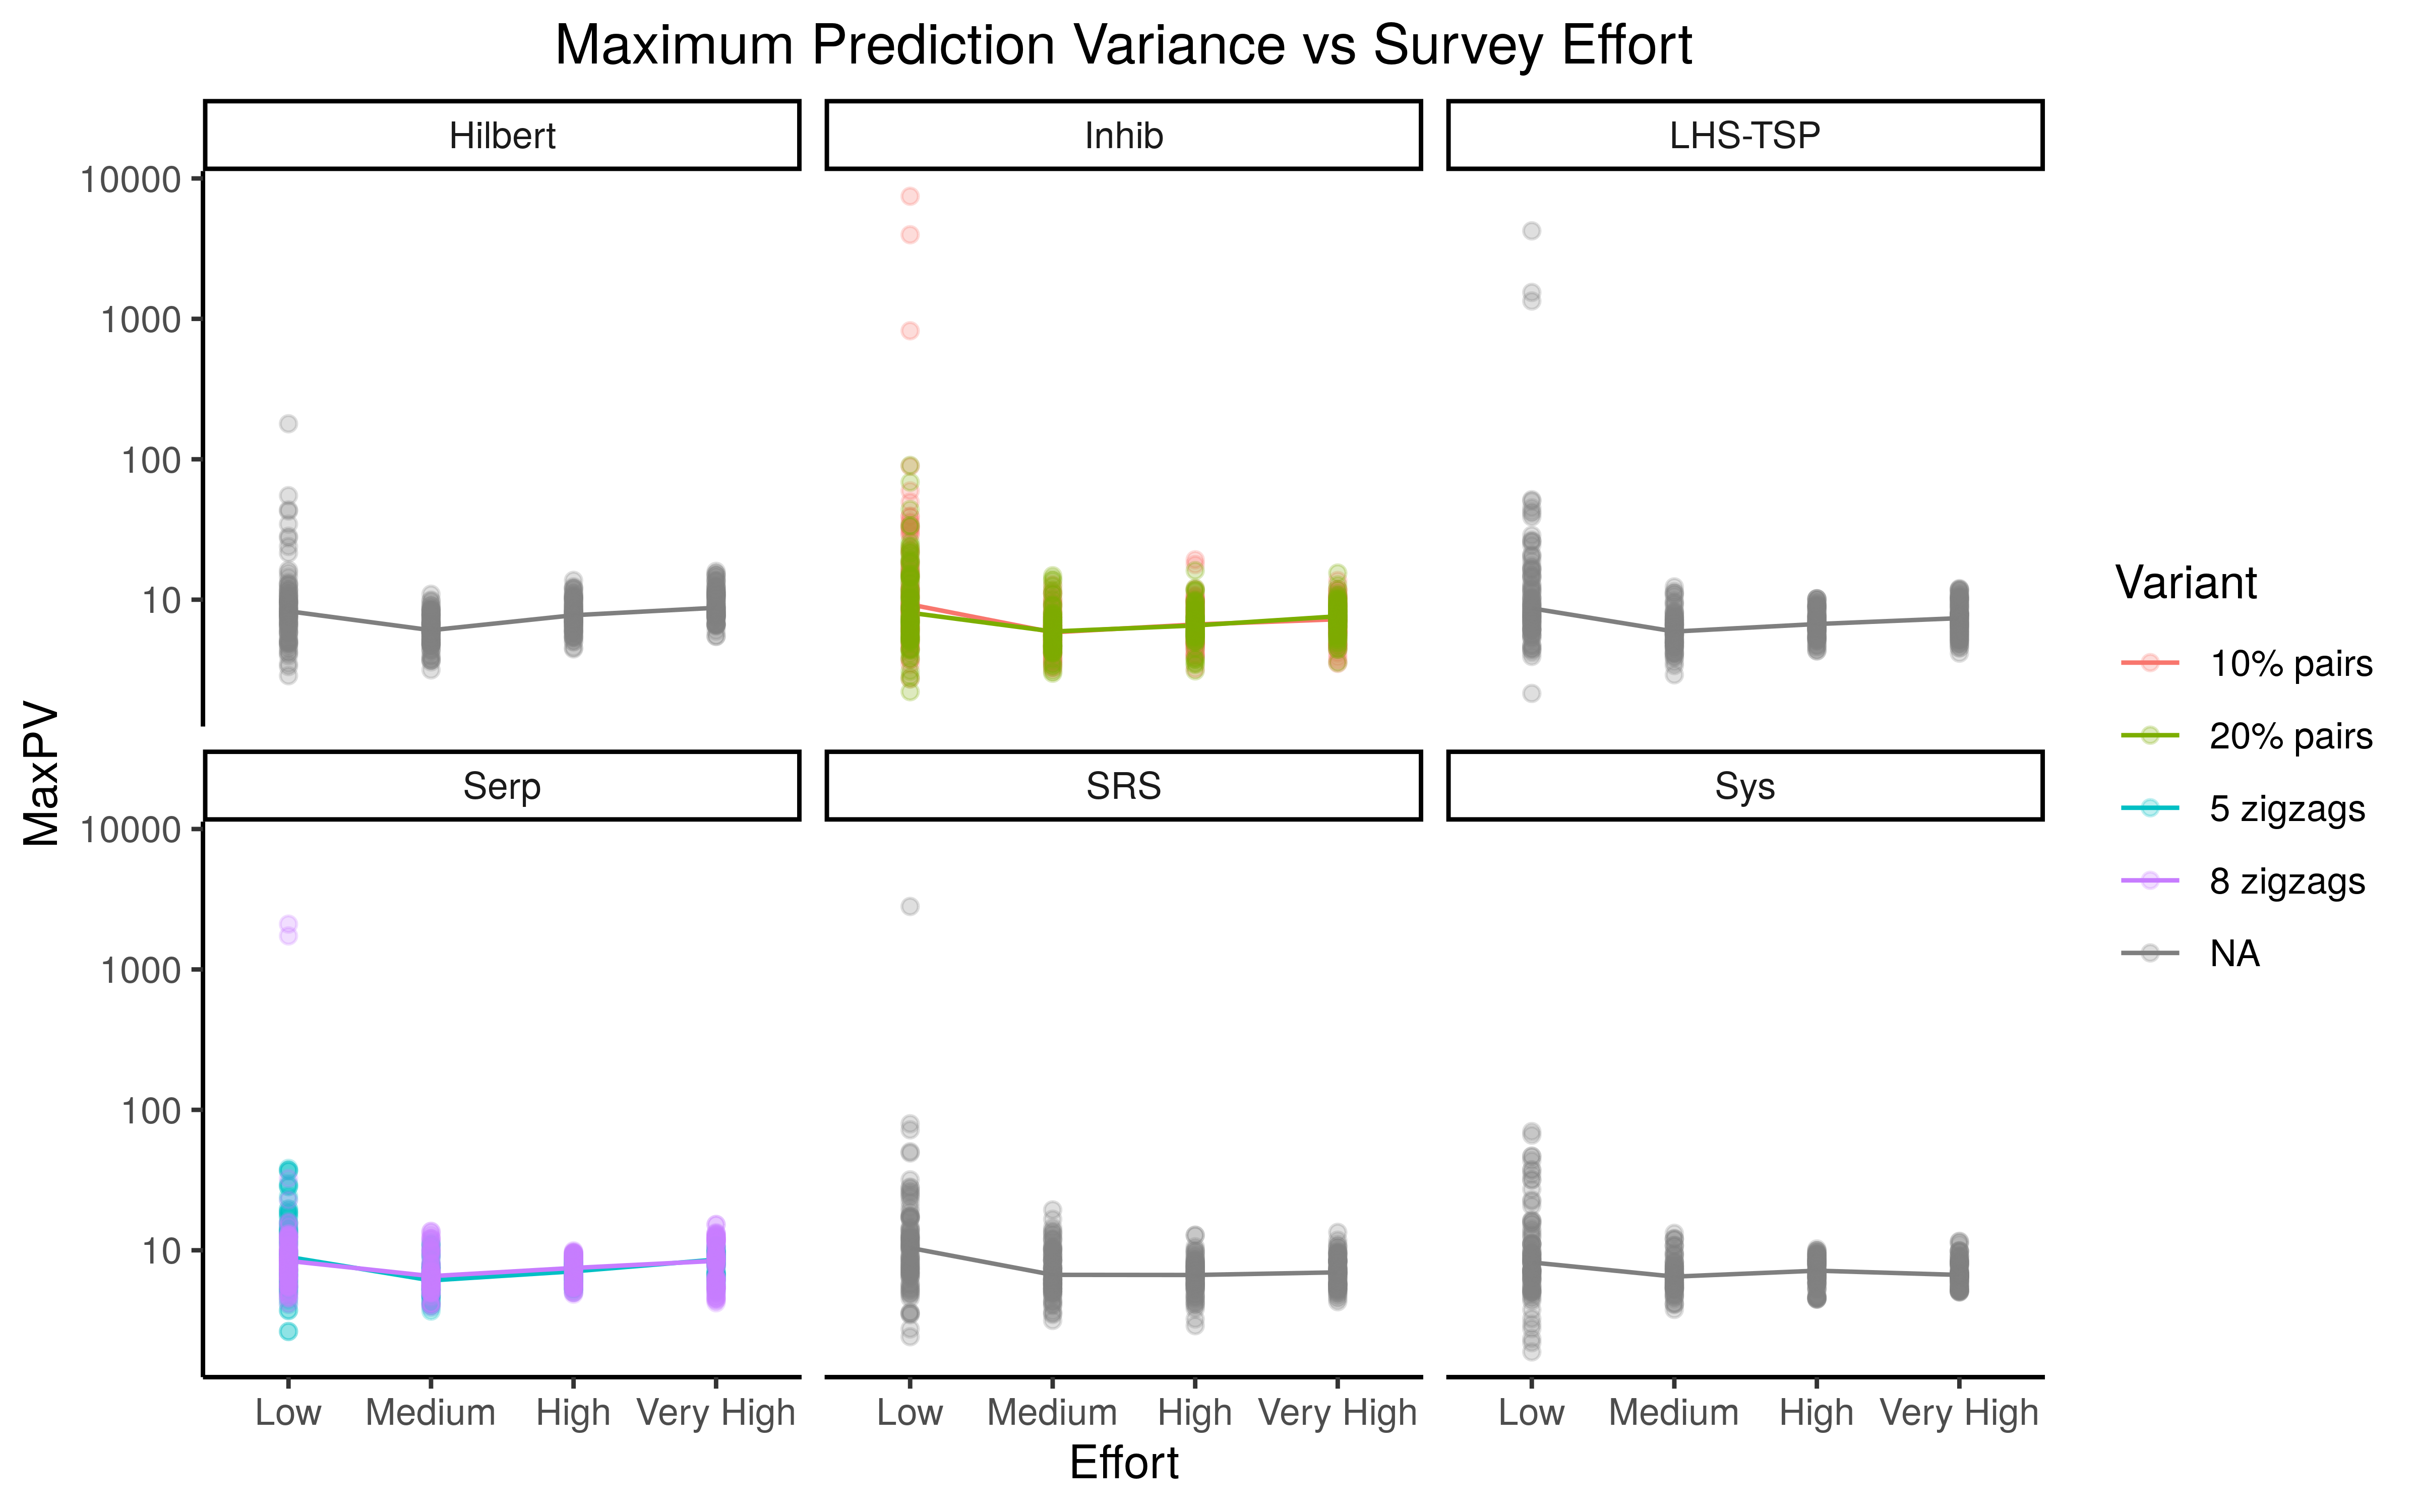 Maximum Prediction Variance vs Survey Effort
Hilbert
Inhib
LHS-TSP
10000
1000
100
10
Serp
SRS
Sys
10000
1000
100
10
MaxPV
Low Medium High Very High
Low Medium High Very High
Low Medium High Very High
Effort
Variant
10% pairs
20% pairs
5 zigzags
8 zigzags
NA